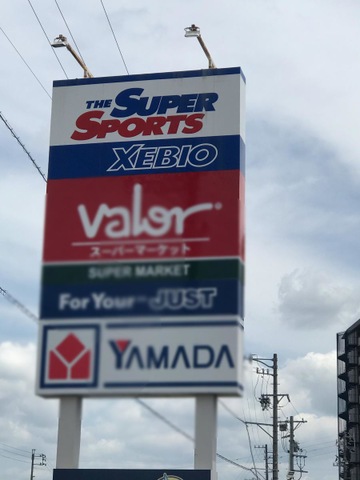 THE SUPER
SPORTS
XEBIO
valor
スーパーマーケット
SUPER MARKET
For Your JUST
YAMADA